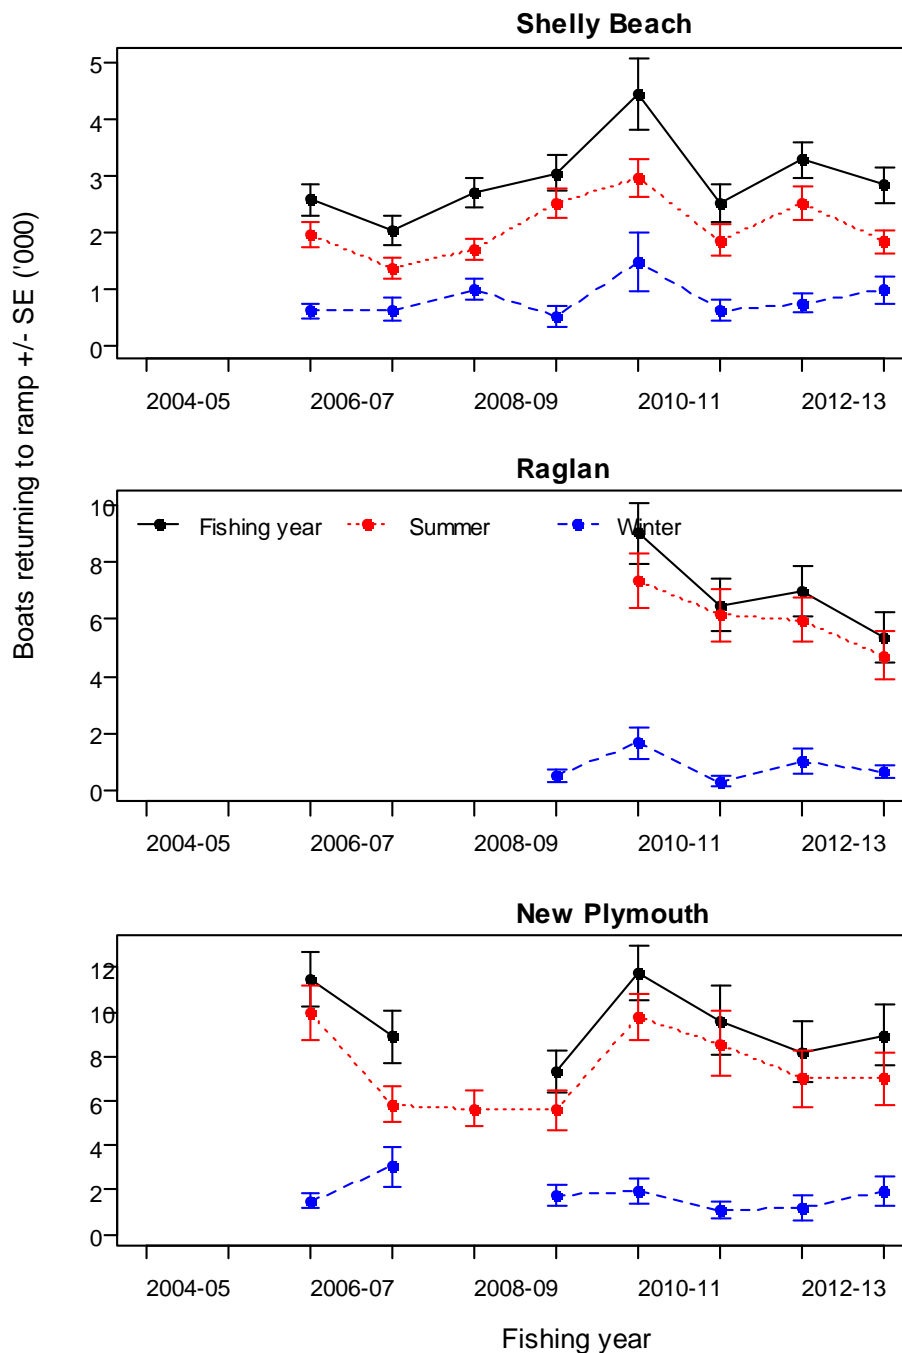 Shelly Beach
5
4
3
2
1
0
2004-05 2006-07 2008-09 2010-11 2012-13
Boats returning to ramp +/- SE ('000)
Raglan
10
8
6
4
2
0
Fishing year Summer Winter
2004-05 2006-07 2008-09 2010-11 2012-13
New Plymouth
12
10
8
6
4
2
0
2004-05 2006-07 2008-09 2010-11 2012-13
Fishing year